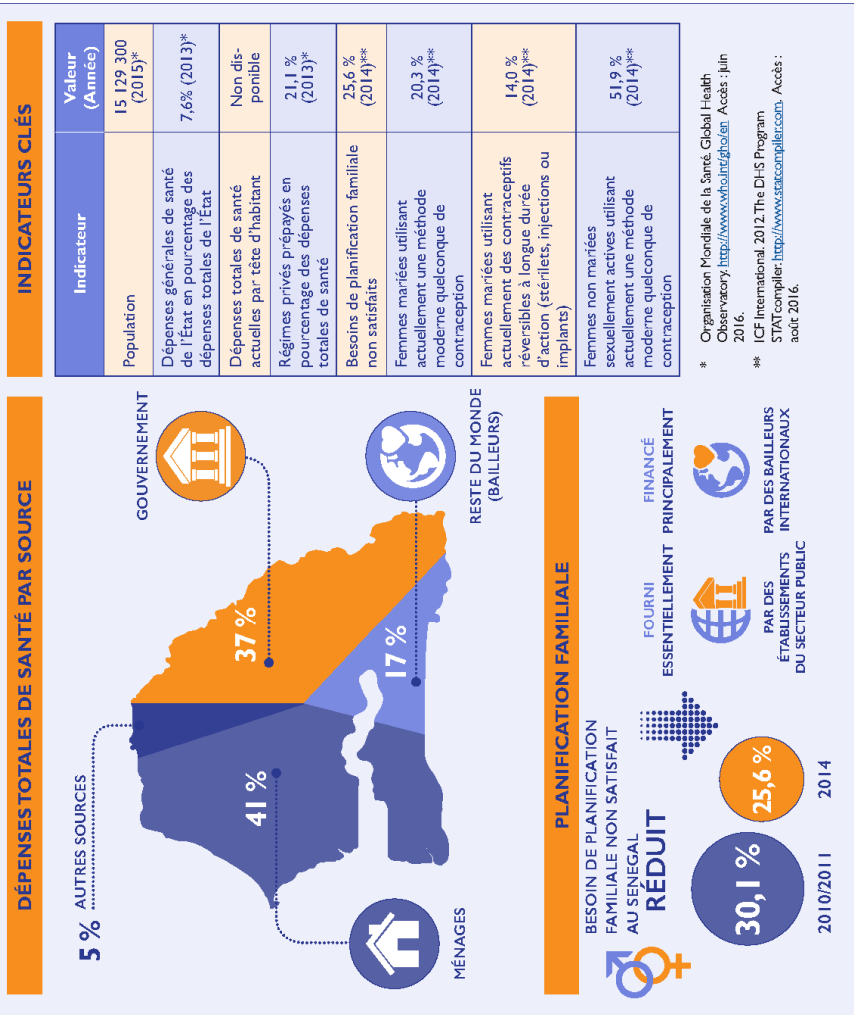 DÉPENSES TOTALES DE SANTÉ PAR SOURCE
5 % AUTRES SOURCES
41 %
37 %
17 %
MÉNAGES
GOUVERNEMENT
RESTE DU MONDE
(BAILLEURS)
PLANIFICATION FAMILIALE
BESOIN DE PLANIFICATION
FAMILIALE NON SATISFAIT
AU SENEGAL
RÉDUIT
30,1 %
2010/2011
25,6 %
2014
FOURNI
ESSENTIELLEMENT
PAR DES
ÉTABLISSEMENTS
DU SECTEUR PUBLIC
FINANCÉ
PRINCIPALEMENT
PAR DES BAILLEURS
INTERNATIONAUX
INDICATEURS CLÉS
Indicateur
Valeur
(Année)
Population
15 129 300
(2015)*
Dépenses générales de santé
de l'État en pourcentage des
dépenses totales de l'État
7,6% (2013)*
Dépenses totales de santé
actuelles par tête d'habitant
Non dis-
ponible
Régimes privés prépayés en
pourcentage des dépenses
totales de santé
21,1 %
(2013)*
Besoins de planification familiale
non satisfaits
25,6 %
(2014)**
Femmes mariées utilisant
actuellement une méthode
moderne quelconque de
contraception
20,3 %
(2014)**
Femmes mariées utilisant
actuellement des contraceptifs
réversibles à longue durée
d'action (stérilets, injections ou
implants)
14,0 %
(2014)**
Femmes non mariées
sexuellement actives utilisant
actuellement une méthode
moderne quelconque de
contraception
51,9 %
(2014)**
* Organisation Mondiale de la Santé. Global Health
Observatory. http://www.who.int/gho/en Accès : juin
2016.
** ICF International. 2012. The DHS Program
STATcompiler. http://www.statcompiler.com. Accès :
août 2016.